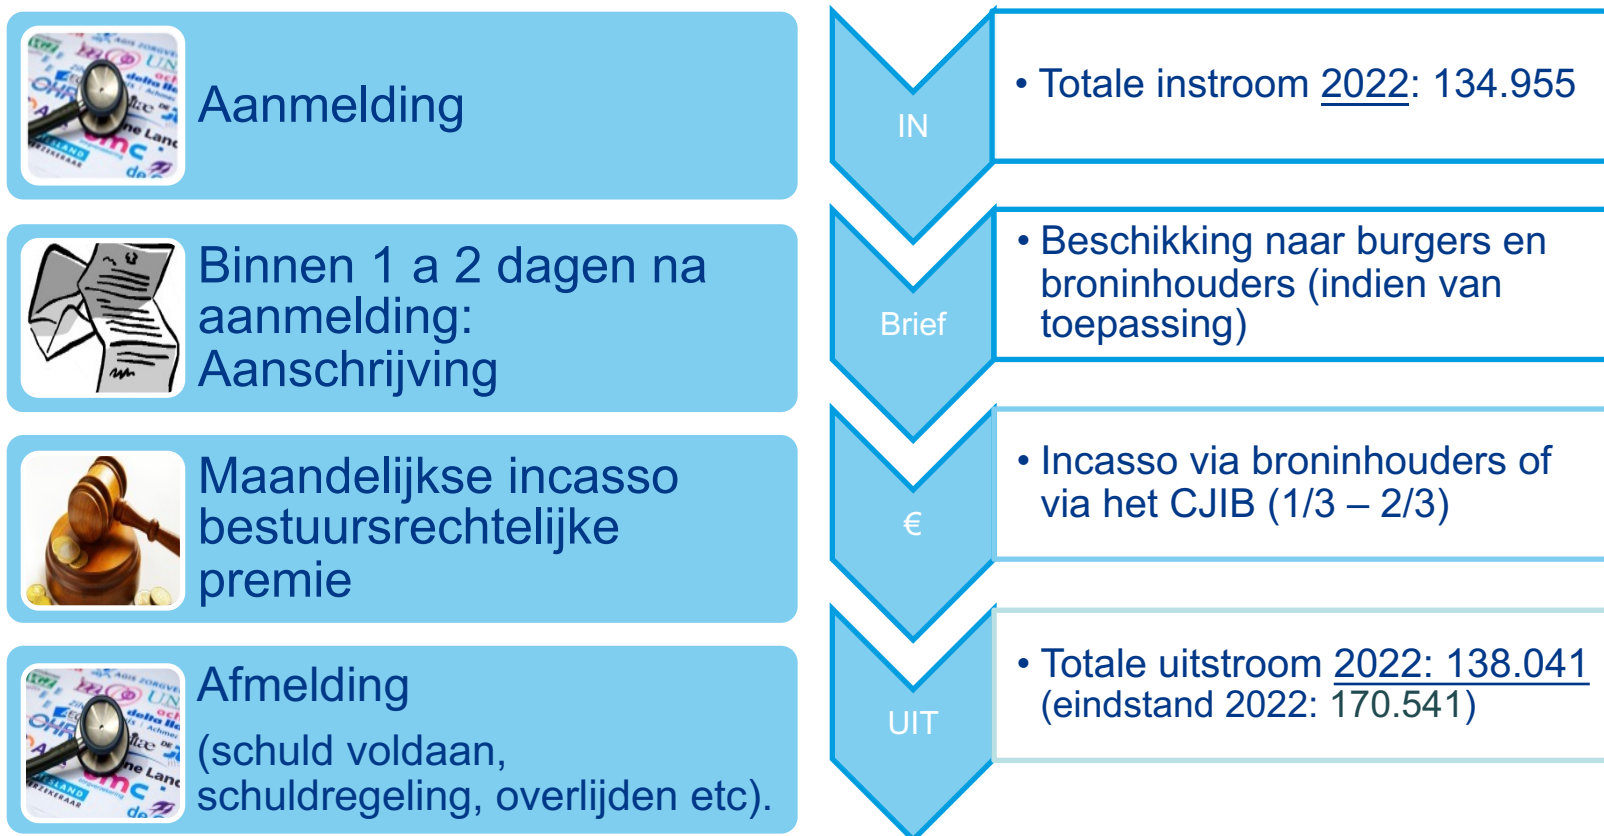 Aanmelding
IN
• Totale instroom 2022: 134.955
Binnen 1 a 2 dagen na
aanmelding:
Aanschrijving
Brief
• Beschikking naar burgers en
broninhouders (indien van
toepassing)
Maandelijkse incasso
bestuursrechtelijke
premie
€
• Incasso via broninhouders of
via het CJIB (1/3 – 2/3)
Afmelding
(schuld voldaan,
schuldregeling, overlijden etc).
UIT
• Totale uitstroom 2022: 138.041
(eindstand 2022: 170.541)